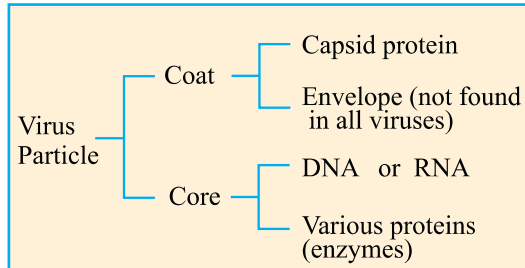 Capsid protein
Coat
Envelope (not found
in all viruses)
Virus
Particle
DNA or RNA
Core
Various proteins
(enzymes)